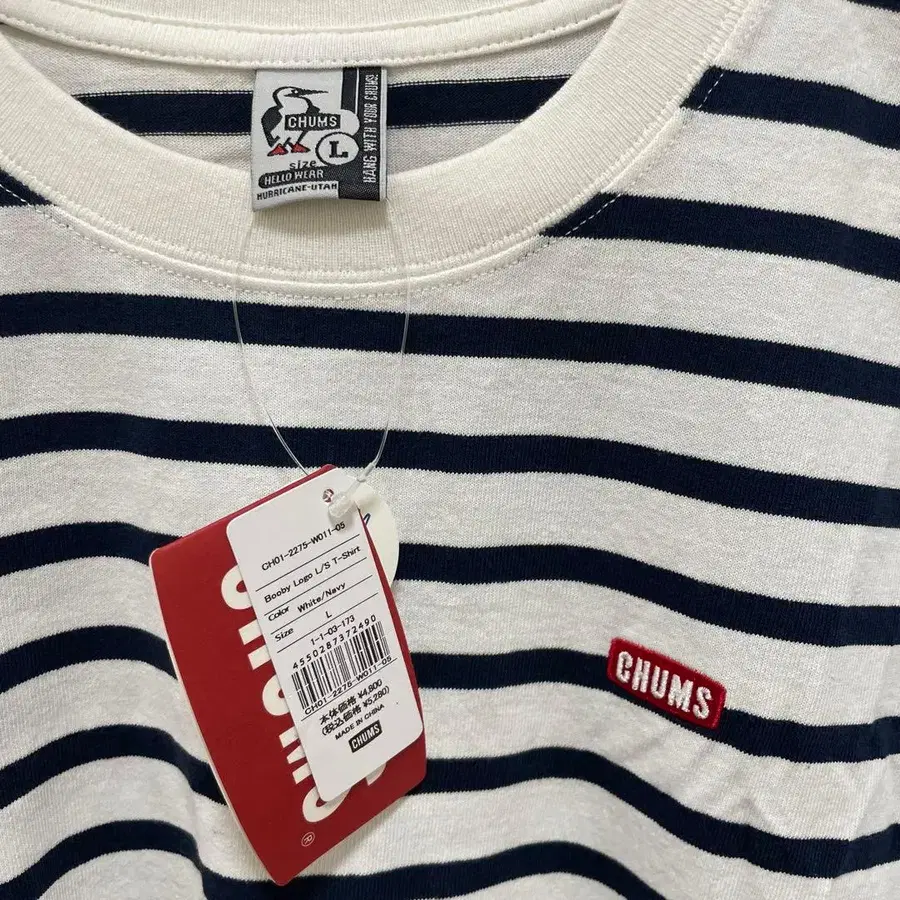 CHUMS
size L
HELLO WEAR
HURRICANE-UTAH
HANG WITH YOUR CHUMS!
CH01-2275-W011-05
Booby Logo L/S T-Shirt
Color White/Navy
Size L
1-1-03-173
4550287372490
CH01-2275-W011-05
本体価格 ¥4,800
(税込価格 ¥5,280)
MADE IN CHINA
CHUMS
CHUMS
®
CHUMS